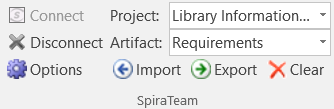 Connect Project: Library Information...
Disconnect Artifact: Requirements
Options Import Export Clear
SpiraTeam